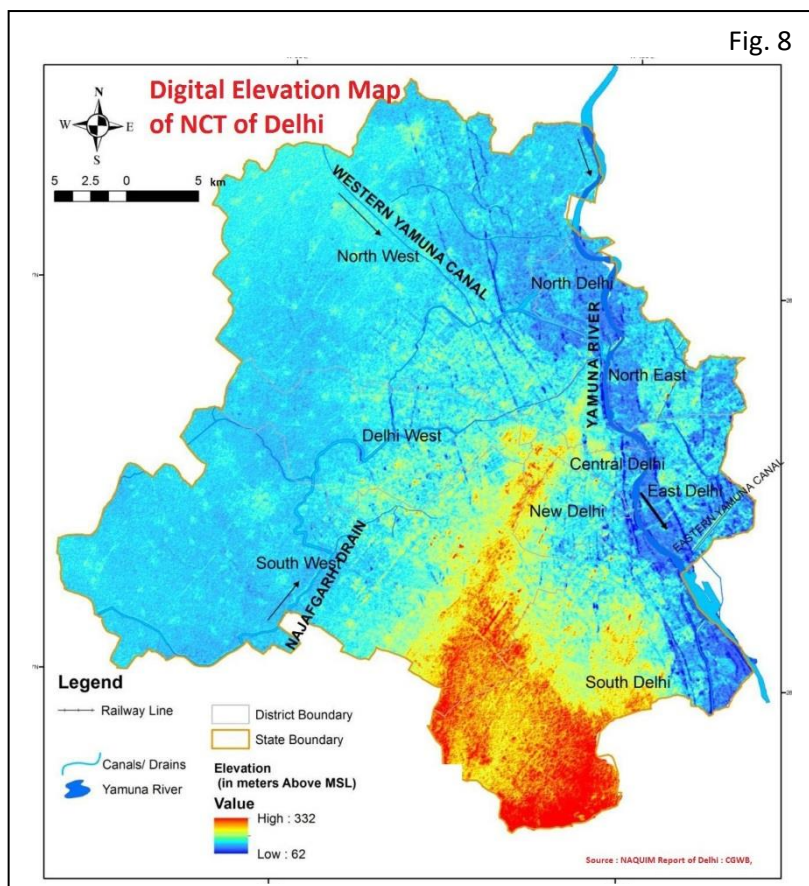 Fig. 8
Digital Elevation Map
of NCT of Delhi
N
W
E
S
5
2.5
0
5
km
WESTERN YAMUNA CANAL
North West
North Delhi
YAMUNA RIVER
North East
Delhi West
Central Delhi
East Delhi
EASTERN YAMUNA CANAL
New Delhi
South West
NAJAFGARH DRAIN
South Delhi
Legend
Railway Line
District Boundary
State Boundary
Canals/ Drains
Yamuna River
Elevation
(in meters Above MSL)
Value
High : 332
Low : 62
Source : NAQUIM Report of Delhi : CGWB,